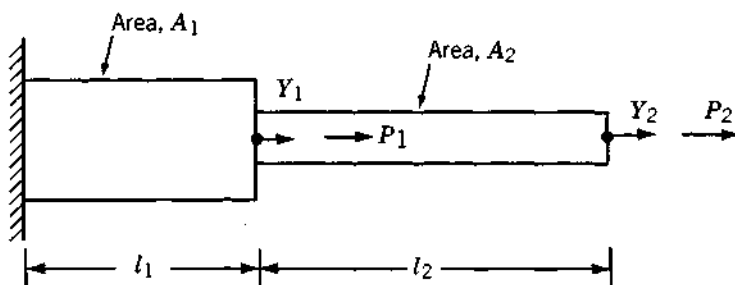 Area, A₁
Area, A₂
Y₁
P₁
Y₂
P₂
l₁
l₂